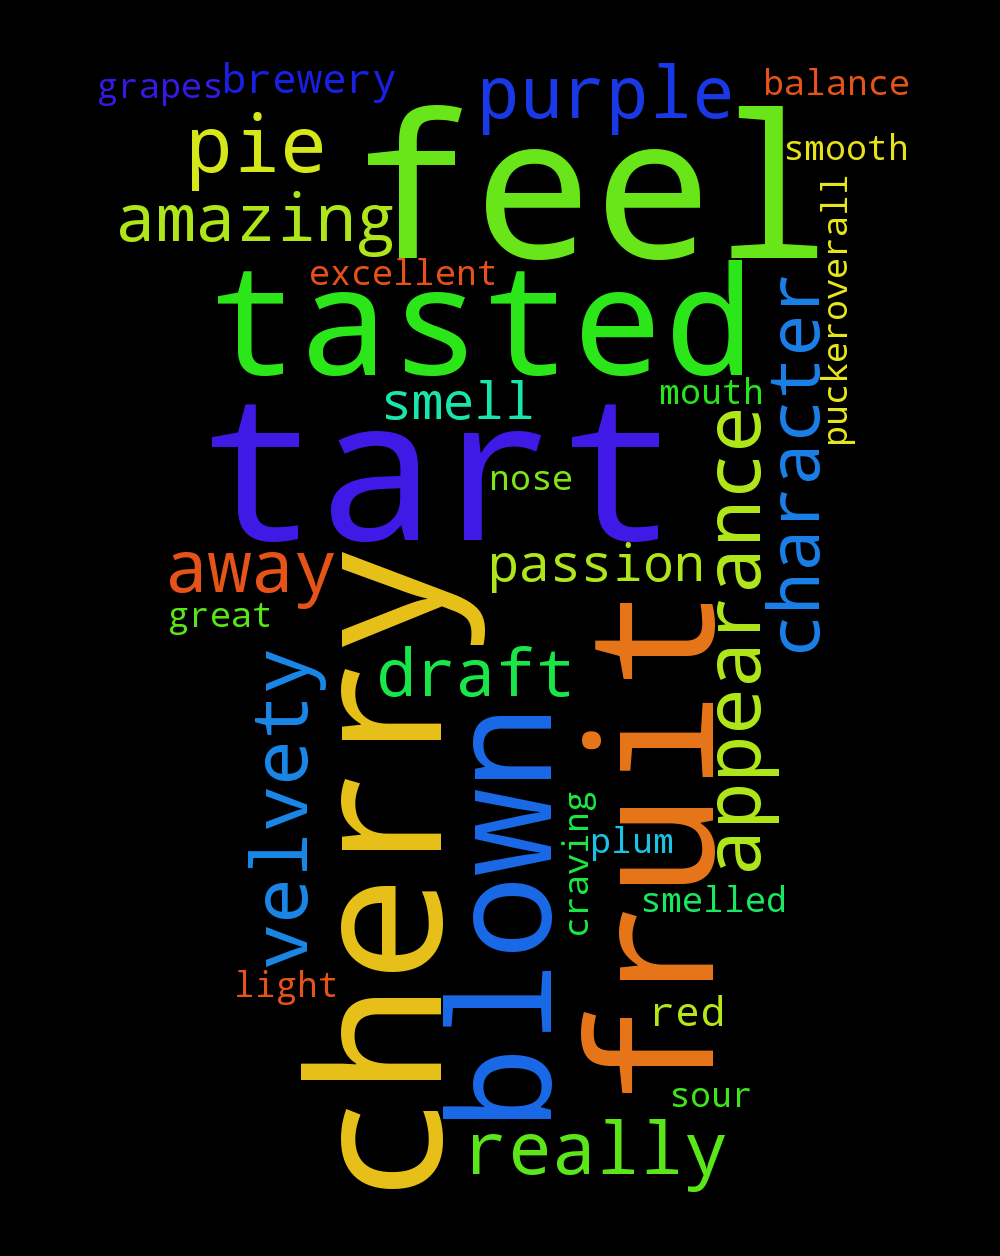 grapes
brewery
purple
balance
pie
feel
smooth
amazing
overall
excellent
tasted
character
pucker
smell
mouth
tart
appearance
nose
away
cherry
passion
great
fruit
velvety
draft
blown
craving
plum
smelled
light
red
sour
really